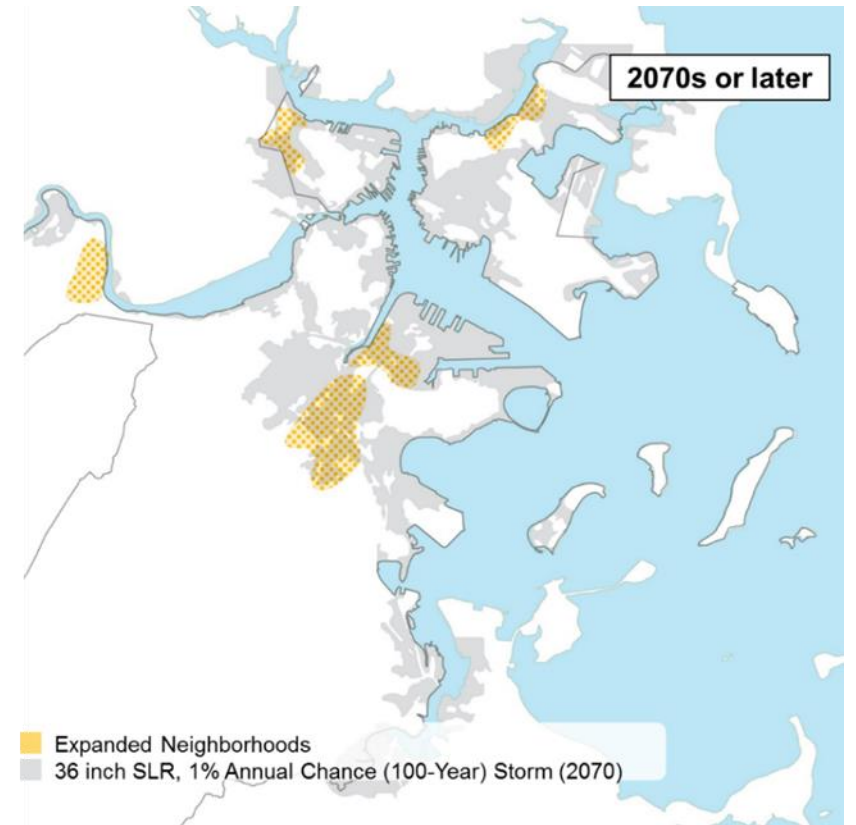 2070s or later
Expanded Neighborhoods
36 inch SLR, 1% Annual Chance (100-Year) Storm (2070)